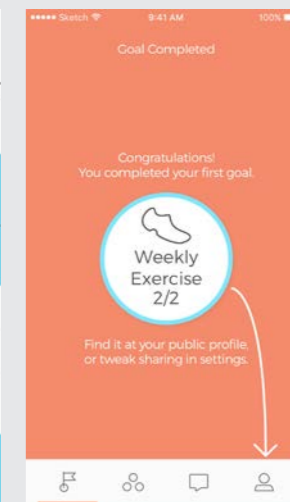 Sketch 9:41 AM 100%
Goal Completed
Congratulations!
You completed your first goal.
Weekly
Exercise
2/2
Find it at your public profile,
or tweak sharing in settings.